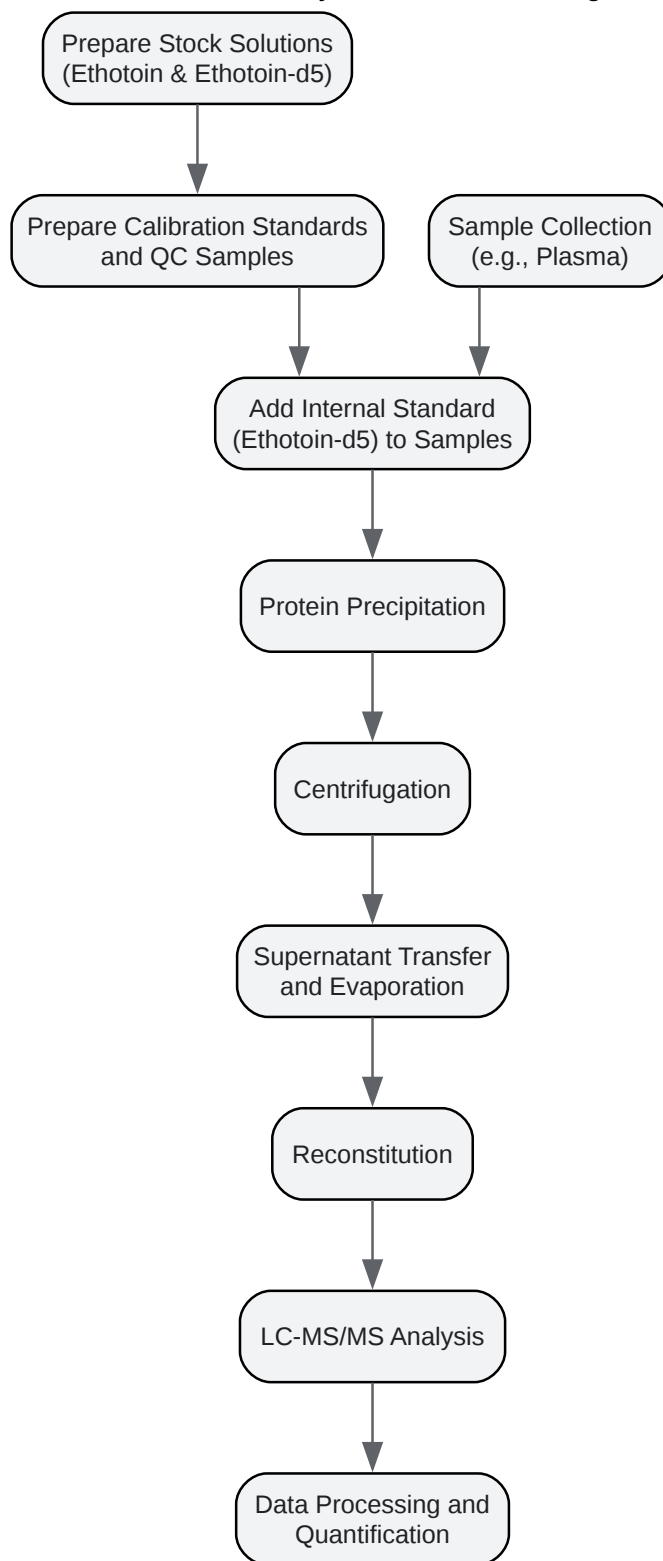 Prepare Stock Solutions
(Ethotoin & Ethotoin-d5)
Prepare Calibration Standards
and QC Samples
Sample Collection
(e.g., Plasma)
Add Internal Standard
(Ethotoin-d5) to Samples
Protein Precipitation
Centrifugation
Supernatant Transfer
and Evaporation
Reconstitution
LC-MS/MS Analysis
Data Processing and
Quantification